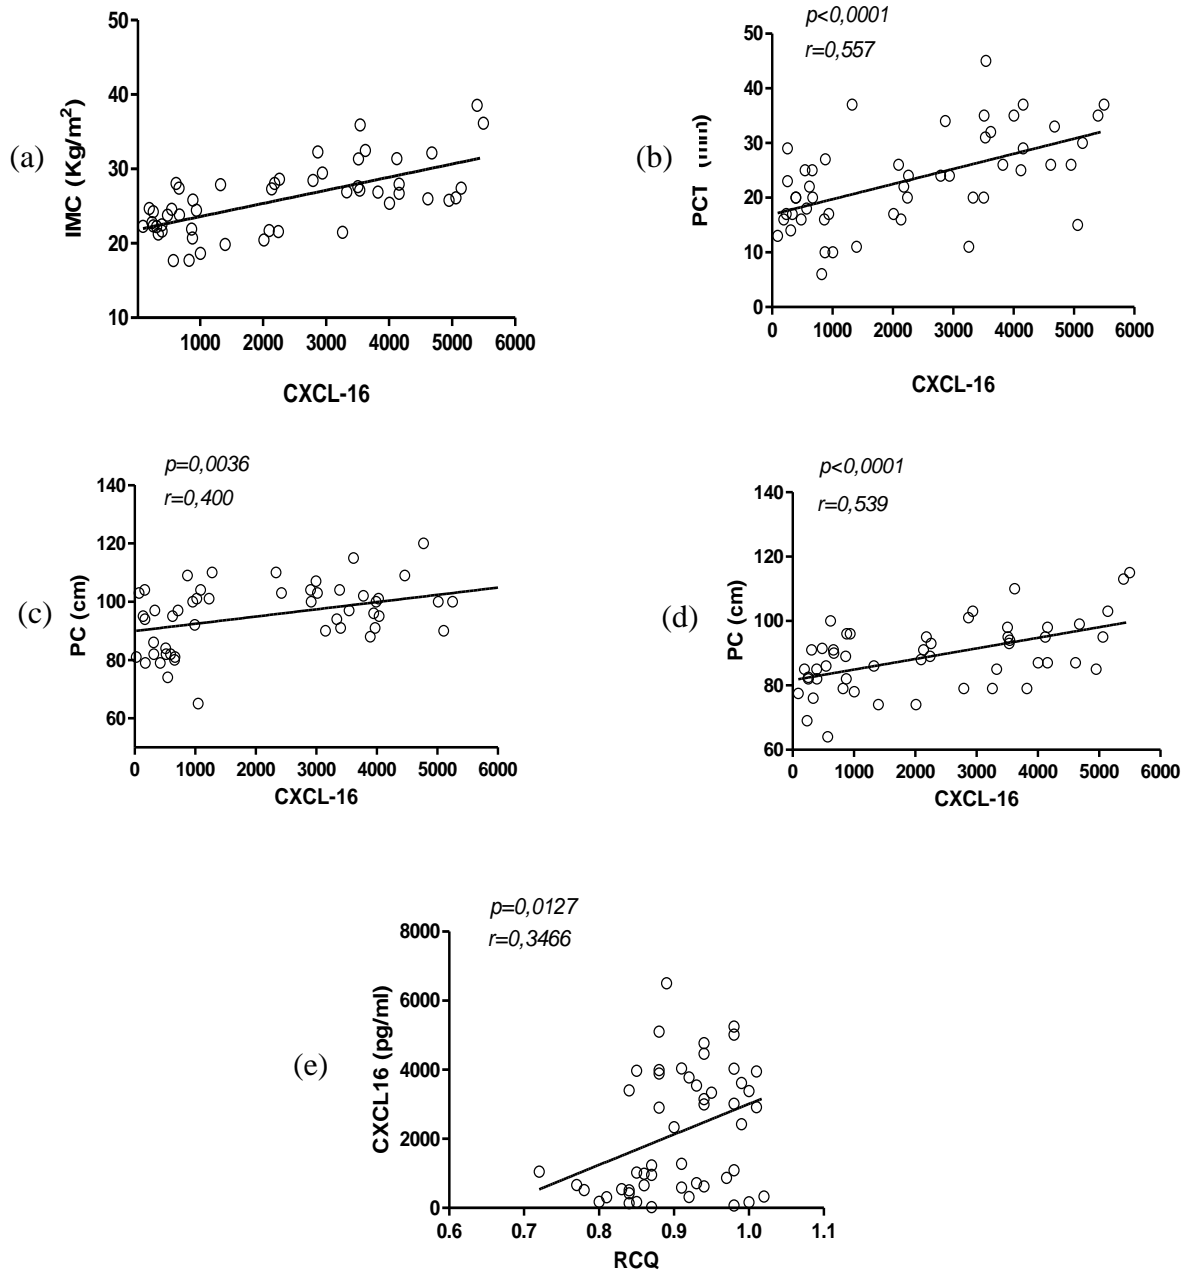 50
40
30
20
10
IMC (Kg/m²)
(a)
1000 2000 3000 4000 5000 6000
CXCL-16
p<0,0001
r=0,557
50
40
30
20
10
0
PCT
(b)
0 1000 2000 3000 4000 5000 6000
CXCL-16
p=0,0036
r=0,400
140
120
100
80
60
PC (cm)
(c)
0 1000 2000 3000 4000 5000 6000
CXCL-16
p<0,0001
r=0,539
140
120
100
80
60
PC (cm)
(d)
0 1000 2000 3000 4000 5000 6000
CXCL-16
p=0,0127
r=0,3466
8000
6000
4000
2000
0
CXCL16 (pg/ml)
(e)
0.6 0.7 0.8 0.9 1.0 1.1
RCQ